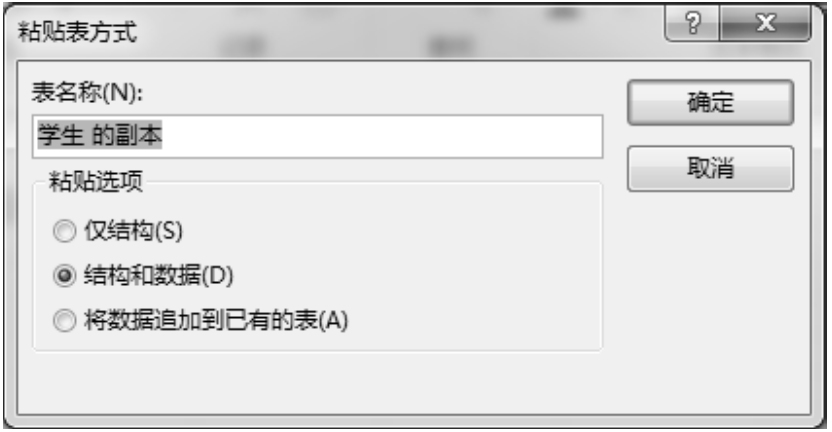 粘贴表方式
表名称(N):
学生 的副本
确定
取消
粘贴选项
仅结构(S)
结构和数据(D)
将数据追加到已有的表(A)